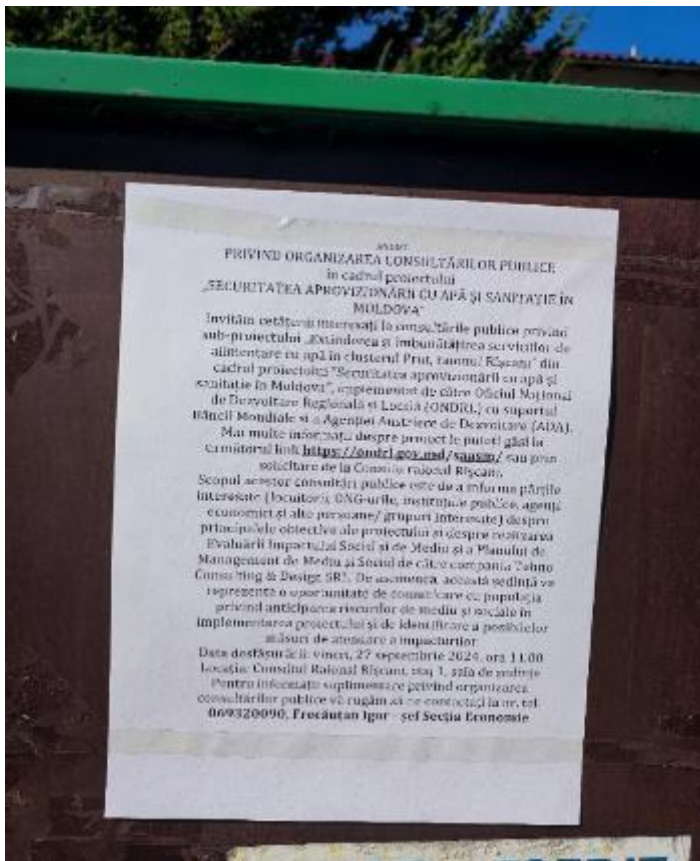 ANUNȚ
PRIVIND ORGANIZAREA CONSULTĂRILOR PUBLICE
în cadrul proiectului
„SECURITATEA APROVIZIONĂRII CU APĂ ȘI SANITAȚIE ÎN
MOLDOVA”
Invităm cetățenii interesați la consultările publice privind
sub-proiectului „Extinderea și îmbunătățirea serviciilor de
alimentare cu apă în clusterul Prut, raionul Rîșcani” din
cadrul proiectului "Securitatea aprovizionării cu apă și
sanitație în Moldova", implementat de către Oficiul Național
de Dezvoltare Regională și Locală (ONDRL) cu suportul
Băncii Mondiale și a Agenției Austriece de Dezvoltare (ADA).
Mai multe informații despre proiect le puteți găsi la
următorul link https://ondrl.gov.md/saasm/ sau prin
solicitare de la Consiliu raional Rîșcani.
Scopul acestor consultări publice este de a informa părțile
interesate (locuitorii, ONG-urile, instituțiile publice, agenții
economici și alte persoane/ grupuri interesate) despre
principalele obiective ale proiectului și despre realizarea
Evaluării Impactului Social și de Mediu și a Planului de
Management de Mediu și Social de către compania Tehno
Consulting & Design SRL. De asemenea, această ședință va
reprezenta o oportunitate de comunicare cu populația
privind anticiparea riscurilor de mediu și sociale în
implementarea proiectului și de identificare a posibilelor
măsuri de atenuare a impacturilor.
Data desfășurării: vineri, 27 septembrie 2024, ora 11.00
Locația: Consiliul Raional Rîșcani, etaj 1, sala de ședințe
Pentru informații suplimentare privind organizarea
consultărilor publice vă rugăm să ne contactați la nr. tel
069320090, Frecăuțan Igor - șef Secția Economie